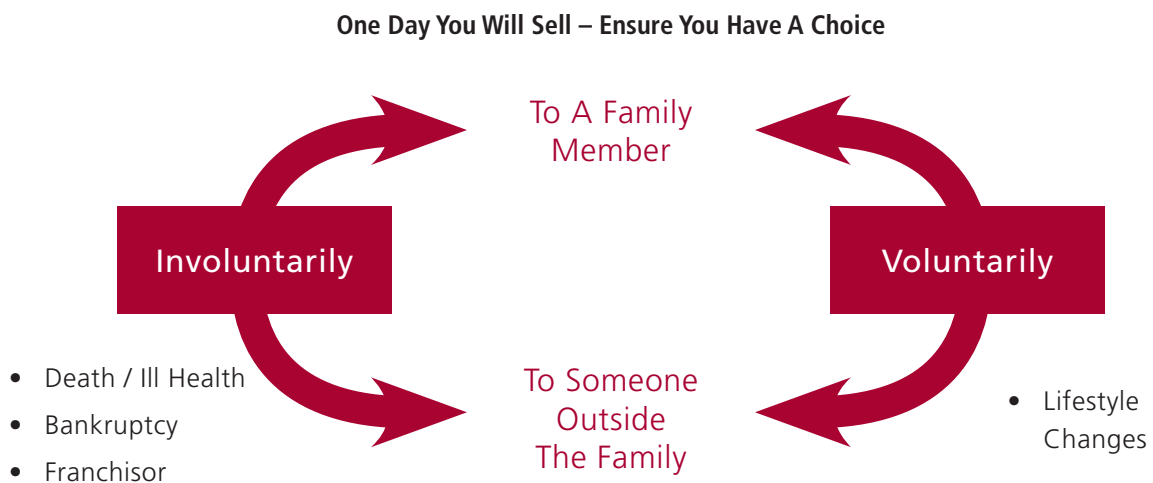 One Day You Will Sell – Ensure You Have A Choice
To A Family
Member
Involuntarily
Voluntarily
• Death / Ill Health
• Bankruptcy
• Franchisor
To Someone
Outside
The Family
• Lifestyle
Changes